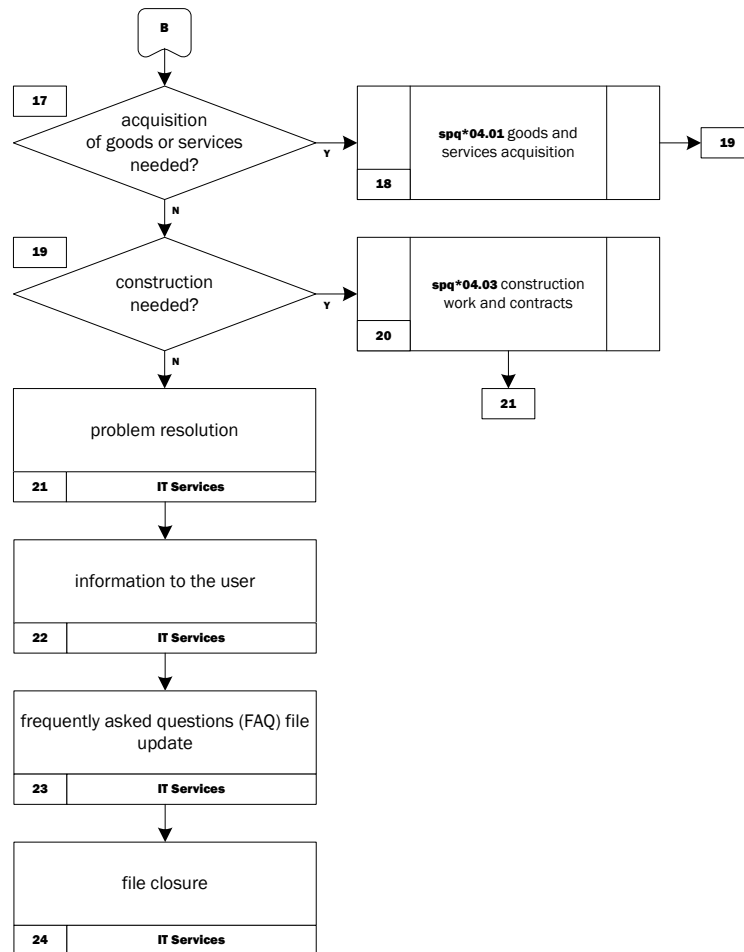 B
17
acquisition
of goods or services
needed?
Y
spq*04.01 goods and
services acquisition
18
19
N
19
construction
needed?
Y
spq*04.03 construction
work and contracts
20
21
N
problem resolution
21
IT Services
information to the user
22
IT Services
frequently asked questions (FAQ) file
update
23
IT Services
file closure
24
IT Services